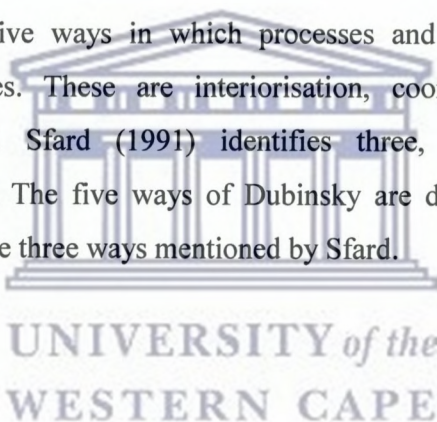 ive ways in which processes and
es. These are interiorisation, coo
Sfard (1991) identifies three,
The five ways of Dubinsky are d
e three ways mentioned by Sfard.
UNIVERSITY of the
WESTERN CAPE